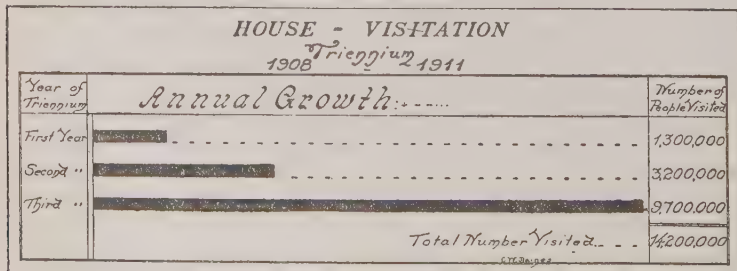 HOUSE - VISITATION
Triennium
1908 - 1911
Year of Triennium
Annual Growth:
Number of People Visited
First Year 1,300,000
Second " 3,200,000
Third " 9,700,000
Total Number Visited 14,200,000